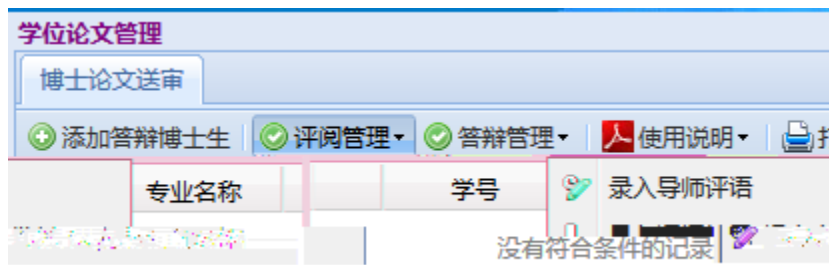 学位论文管理
博士论文送审
添加答辩博士生 评阅管理 答辩管理 使用说明
专业名称 学号 录入导师评语
没有符合条件的记录